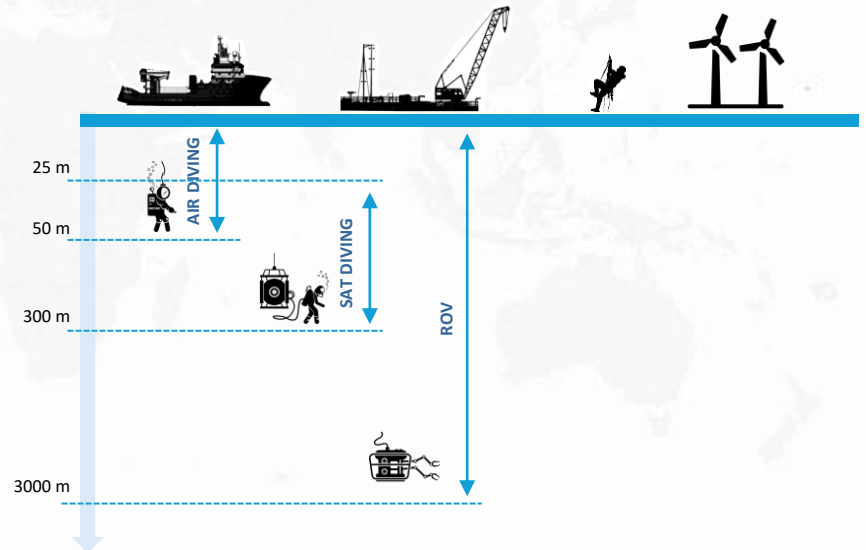 25 m
AIR DIVING
50 m
SAT DIVING
300 m
ROV
3000 m